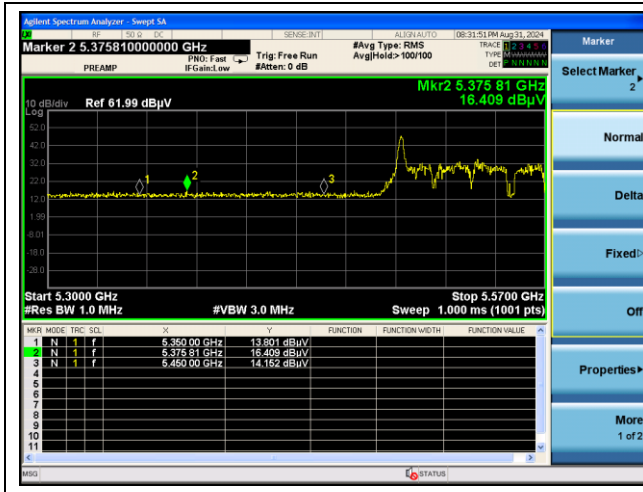 Agilent Spectrum Analyzer - Swept SA
RF 50 Ω DC SENSE:INT ALIGN AUTO 08:31:51 PM Aug 31, 2024
Marker 2 5.375810000000 GHz
PREAMP
PNO: Fast
IFGain:Low
Trig: Free Run
#Atten: 0 dB
#Avg Type: RMS
Avg|Hold:>100/100
TRACE 1 2 3 4 5 6
TYPE M
DET P N N N N N
Mkr2 5.375 81 GHz
16.409 dBµV
10 dB/div Ref 61.99 dBµV
Log
52.0
42.0
32.0
22.0
12.0
1.99
-8.01
-18.0
-28.0
1
2
3
Start 5.3000 GHz Stop 5.5700 GHz
#Res BW 1.0 MHz #VBW 3.0 MHz Sweep 1.000 ms (1001 pts)
MKR MODE TRC SCL X Y FUNCTION FUNCTION WIDTH FUNCTION VALUE
1 N 1 f 5.350 00 GHz 13.801 dBµV
2 N 1 f 5.375 81 GHz 16.409 dBµV
3 N 1 f 5.450 00 GHz 14.152 dBµV
4
5
6
7
8
9
10
11
MSG STATUS
Marker
Select Marker
2
Normal
Delta
Fixed
Off
Properties
More
1 of 2